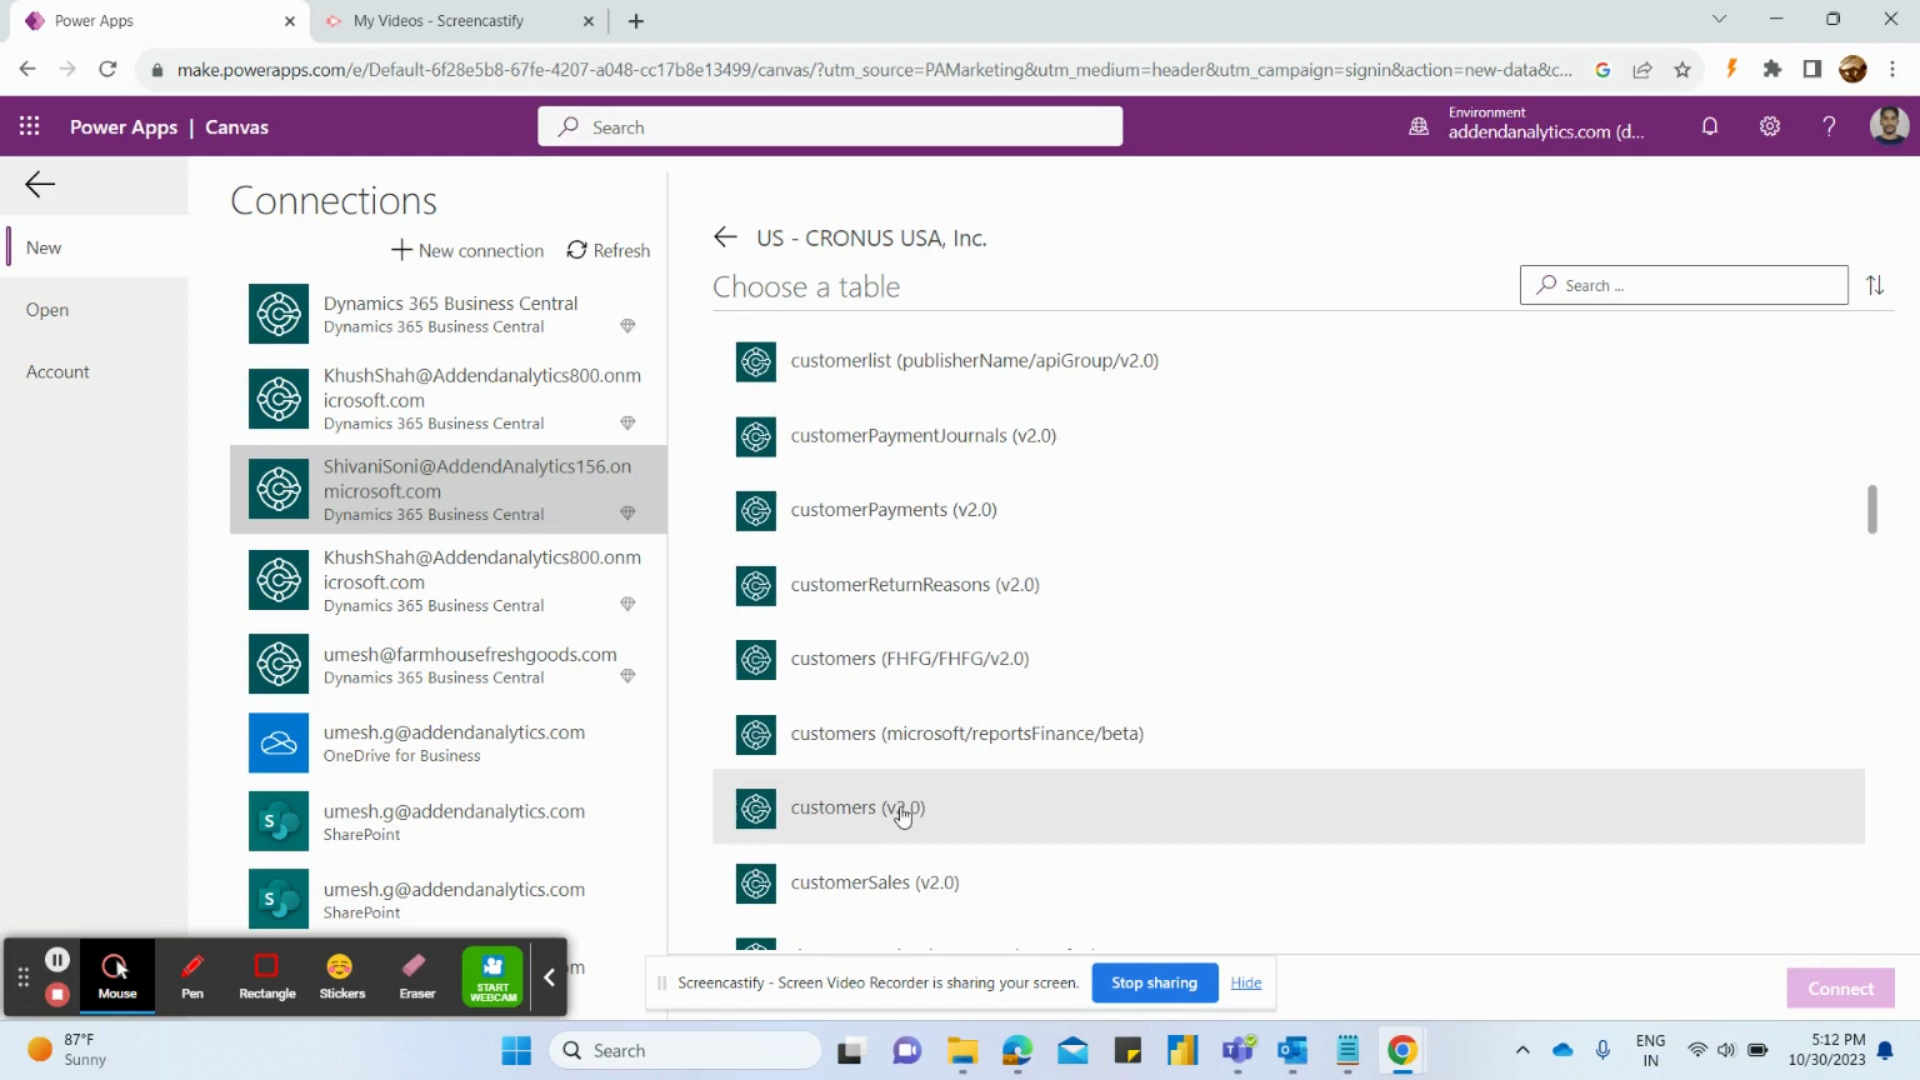 Power Apps
My Videos - Screencastify
make.powerapps.com/e/Default-6f28e5b8-67fe-4207-a048-cc17b8e13499/canvas/?utm_source=PAMarketing&utm_medium=header&utm_campaign=signin&action=new-data&c...
Power Apps | Canvas
Search
Environment
addendanalytics.com (d...
New
Open
Account
Connections
New connection
Refresh
Dynamics 365 Business Central
Dynamics 365 Business Central
KhushShah@Addendanalytics800.onm
icrosoft.com
Dynamics 365 Business Central
ShivaniSoni@AddendAnalytics156.on
microsoft.com
Dynamics 365 Business Central
KhushShah@Addendanalytics800.onm
icrosoft.com
Dynamics 365 Business Central
umesh@farmhousefreshgoods.com
Dynamics 365 Business Central
umesh.g@addendanalytics.com
OneDrive for Business
umesh.g@addendanalytics.com
SharePoint
umesh.g@addendanalytics.com
SharePoint
US - CRONUS USA, Inc.
Choose a table
Search ...
customerlist (publisherName/apiGroup/v2.0)
customerPaymentJournals (v2.0)
customerPayments (v2.0)
customerReturnReasons (v2.0)
customers (FHFG/FHFG/v2.0)
customers (microsoft/reportsFinance/beta)
customers (v2.0)
customerSales (v2.0)
Mouse
Pen
Rectangle
Stickers
Eraser
START
WEBCAM
Screencastify - Screen Video Recorder is sharing your screen.
Stop sharing
Hide
Connect
87°F
Sunny
Search
ENG
IN
5:12 PM
10/30/2023